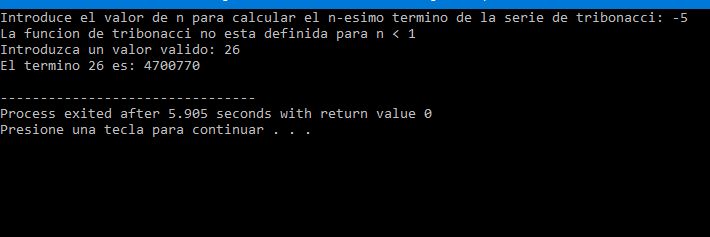 Introduce el valor de n para calcular el n-esimo termino de la serie de tribonacci: -5
La funcion de tribonacci no esta definida para n < 1
Introduzca un valor valido: 26
El termino 26 es: 4700770
--------------------------------
Process exited after 5.905 seconds with return value 0
Presione una tecla para continuar . . .